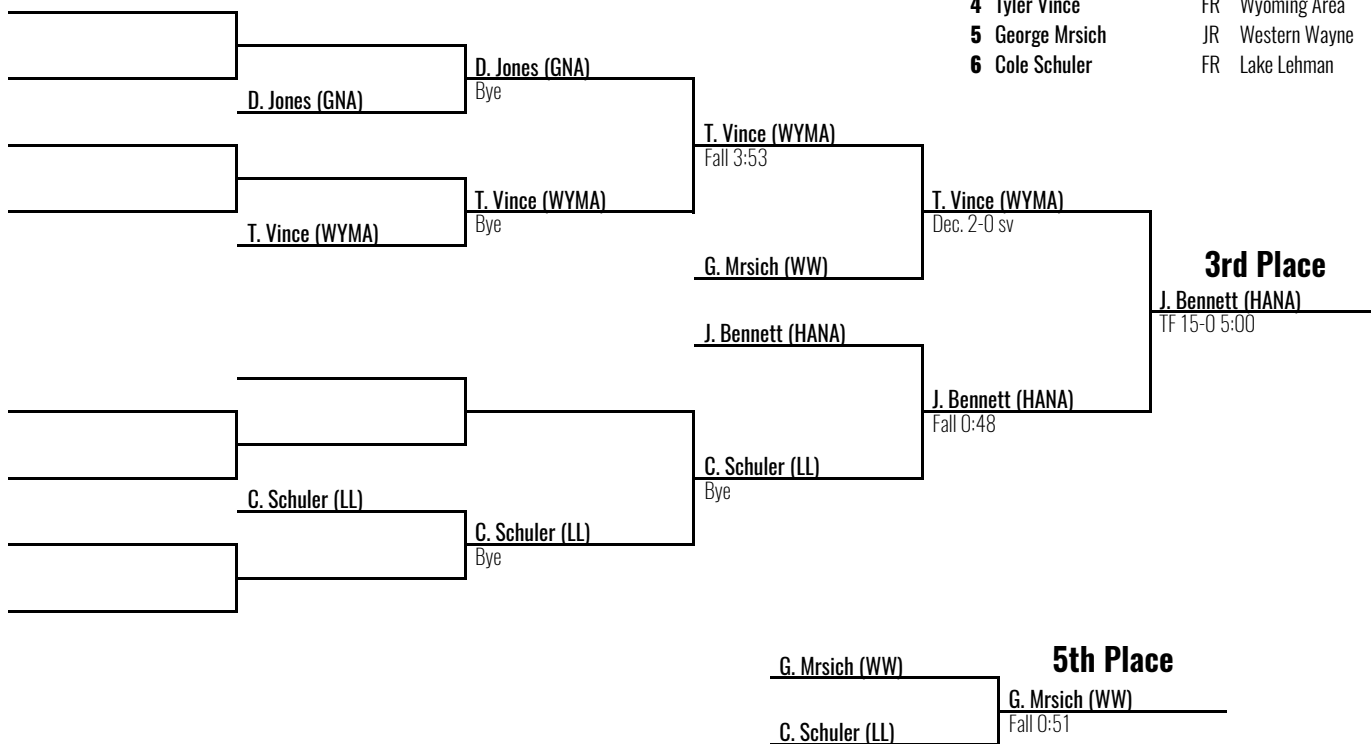 4 Tyler Vince FR Wyoming Area
5 George Mrsich JR Western Wayne
6 Cole Schuler FR Lake Lehman
D. Jones (GNA)
Bye
D. Jones (GNA)
T. Vince (WYMA)
Fall 3:53
T. Vince (WYMA)
Bye
T. Vince (WYMA)
T. Vince (WYMA)
Dec. 2-0 sv
G. Mrsich (WW)
3rd Place
J. Bennett (HANA)
TF 15-0 5:00
J. Bennett (HANA)
J. Bennett (HANA)
Fall 0:48
C. Schuler (LL)
Bye
C. Schuler (LL)
C. Schuler (LL)
Bye
5th Place
G. Mrsich (WW)
G. Mrsich (WW)
Fall 0:51
C. Schuler (LL)